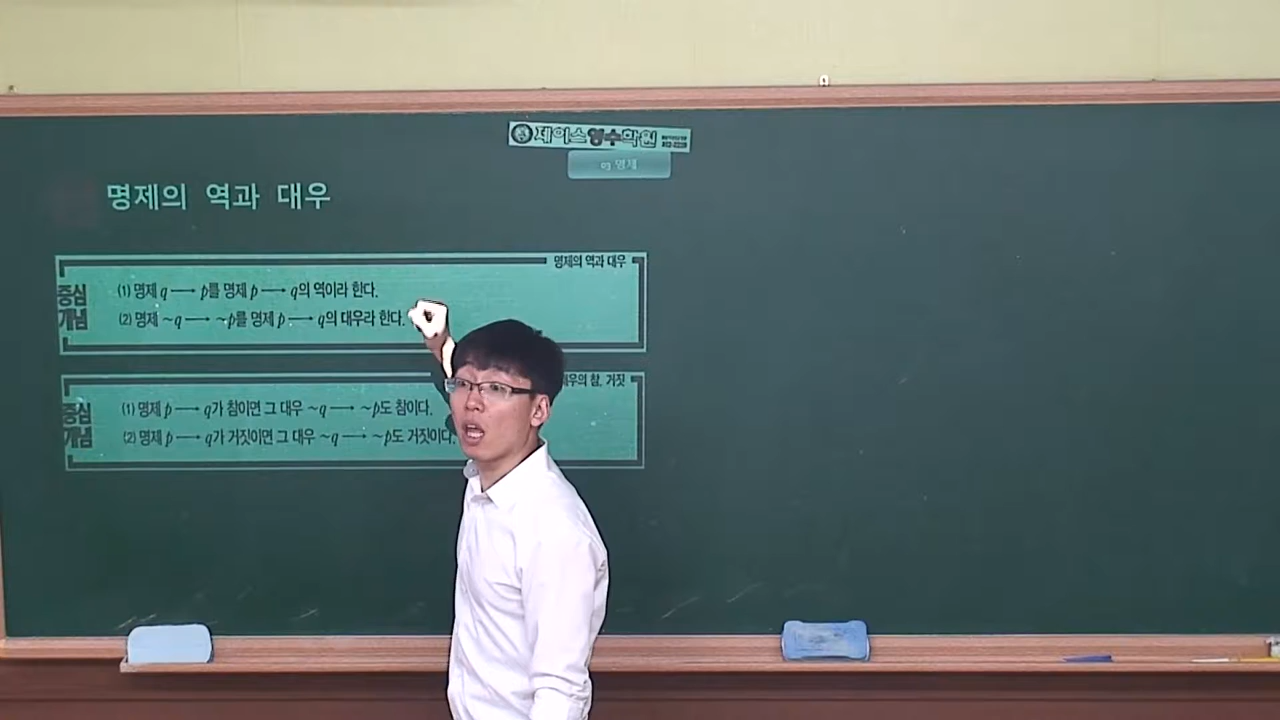 제이스영수학원
03 명제
명제의 역과 대우
명제의 역과 대우
중심
개념
(1) 명제 q → p를 명제 p → q의 역이라 한다.
(2) 명제 ~q → ~p를 명제 p → q의 대우라 한다.
대우의 참, 거짓
중심
개념
(1) 명제 p → q가 참이면 그 대우 ~q → ~p도 참이다.
(2) 명제 p → q가 거짓이면 그 대우 ~q → ~p도 거짓이다.